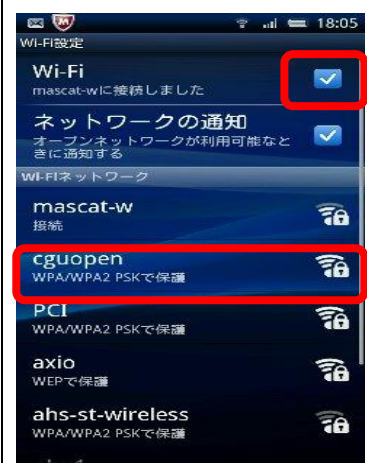 18:05
Wi-Fi設定
Wi-Fi
mascat-wに接続しました
ネットワークの通知
オープンネットワークが利用可能なと
きに通知する
Wi-Fiネットワーク
mascat-w
接続
cguopen
WPA/WPA2 PSKで保護
PCI
WPA/WPA2 PSKで保護
axio
WEPで保護
ahs-st-wireless
WPA/WPA2 PSKで保護